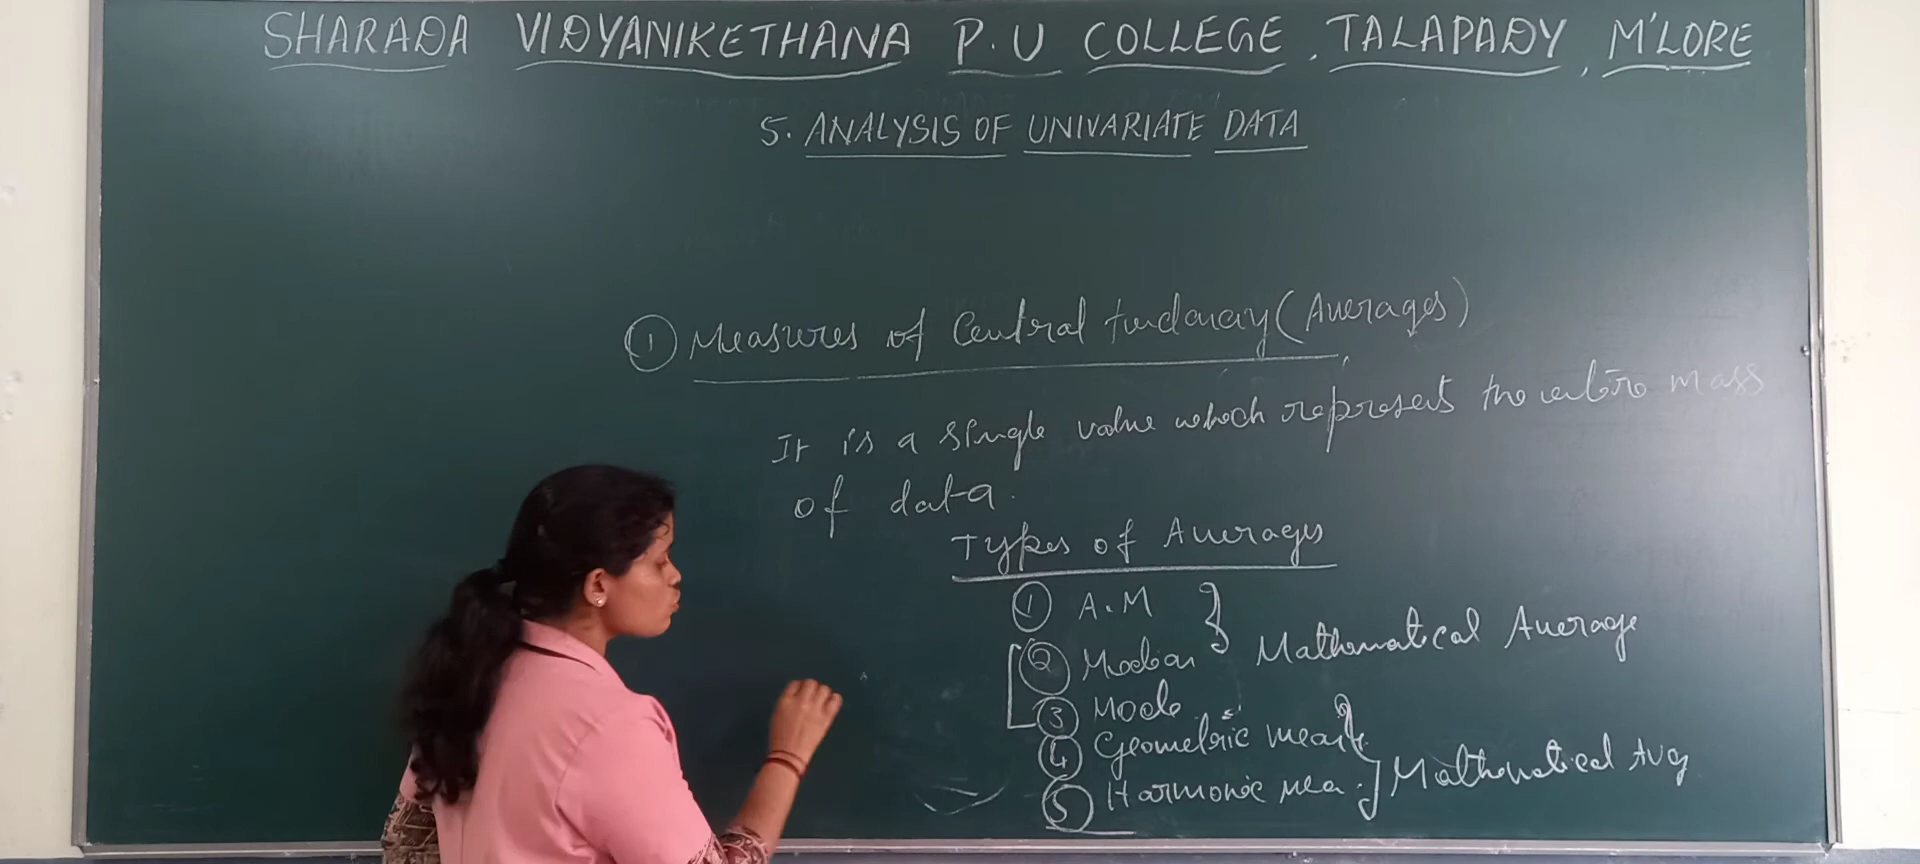 SHARADA VIDYANIKETHANA P.U COLLEGE, TALAPADY, M'LORE
5. ANALYSIS OF UNIVARIATE DATA
① Measures of Central tendancy (Averages)
It is a single value which represents the entire mass
of data.
Types of Averages
① A.M
② Median } Mathematical Average
③ Mode
④ Geometric mean
⑤ Harmonic mea } Mathematical Avg